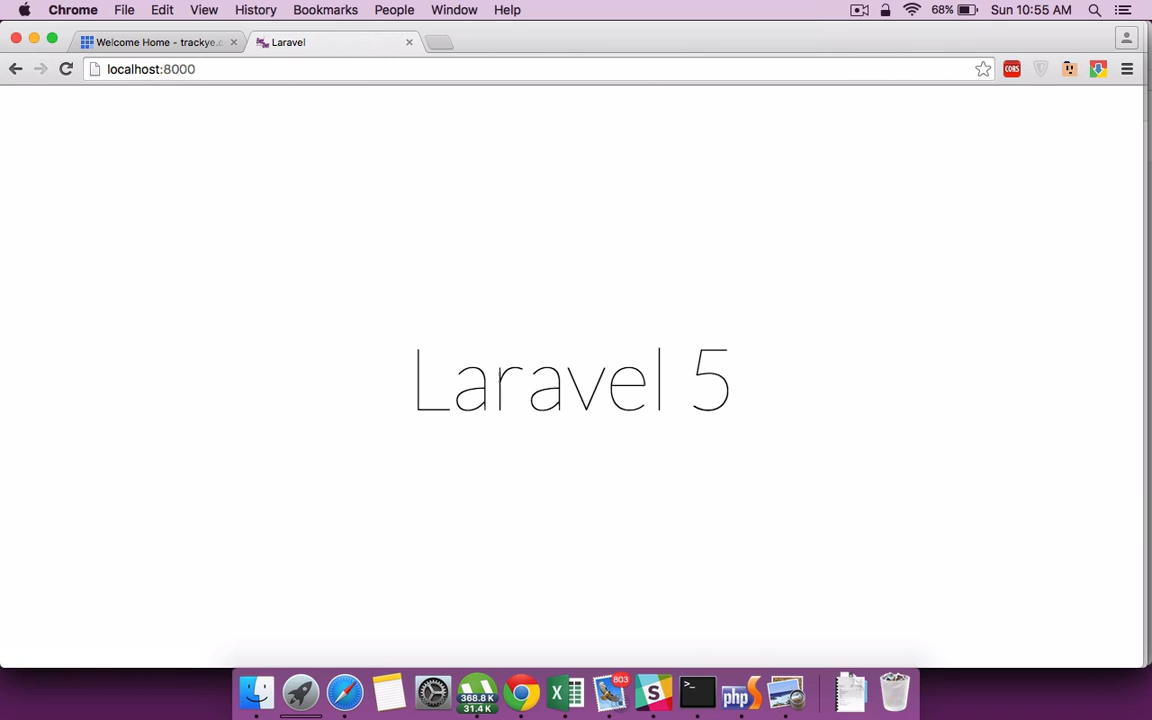 Chrome File Edit View History Bookmarks People Window Help 68% Sun 10:55 AM
Welcome Home - trackye.c Laravel
localhost:8000 CORS
Laravel 5
368.8 K
31.4 K
803
S
>_
php